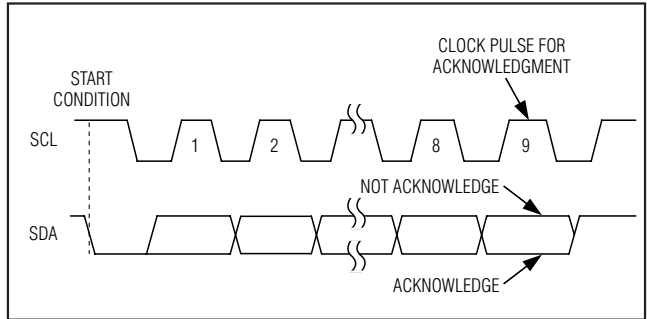 CLOCK PULSE FOR
ACKNOWLEDGMENT
START
CONDITION
SCL
1
2
8
9
NOT ACKNOWLEDGE
SDA
ACKNOWLEDGE